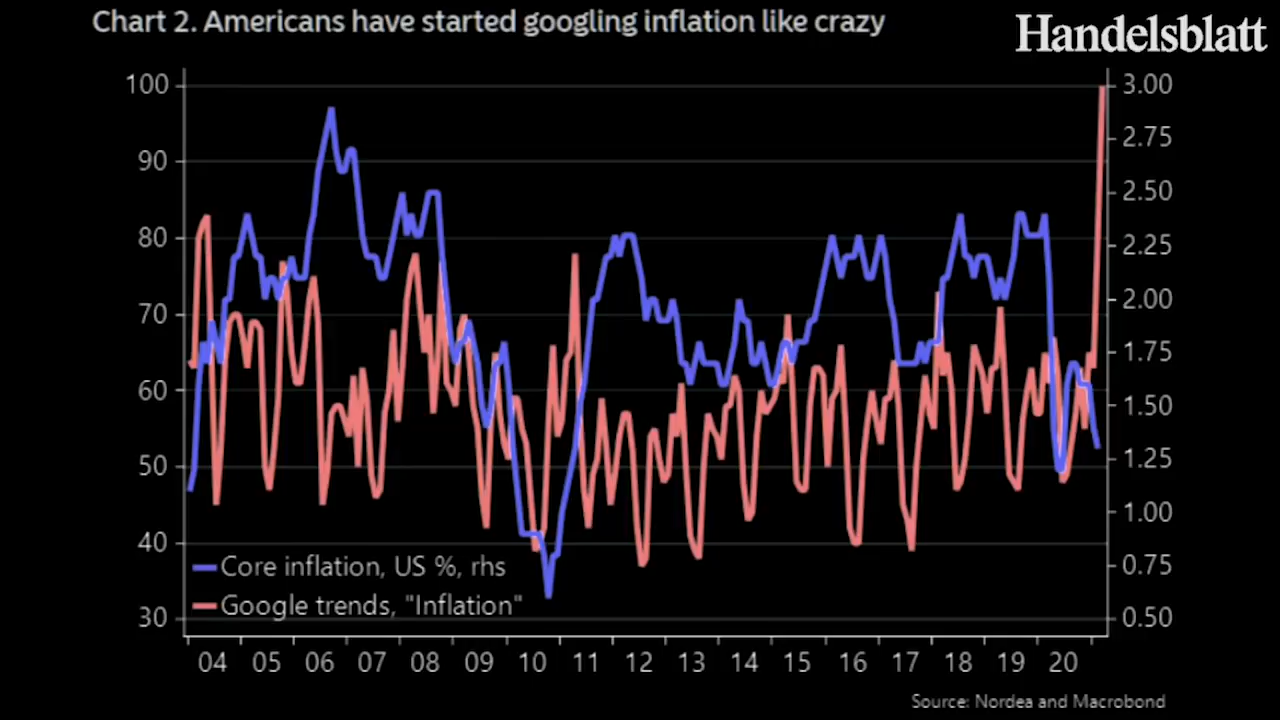 Chart 2. Americans have started googling inflation like crazy
Handelsblatt
100 3.00
2.75
90
2.50
80 2.25
70 2.00
1.75
60
1.50
50 1.25
1.00
40
0.75
30 0.50
Core inflation, US %, rhs
Google trends, "Inflation"
04 05 06 07 08 09 10 11 12 13 14 15 16 17 18 19 20
Source: Nordea and Macrobond